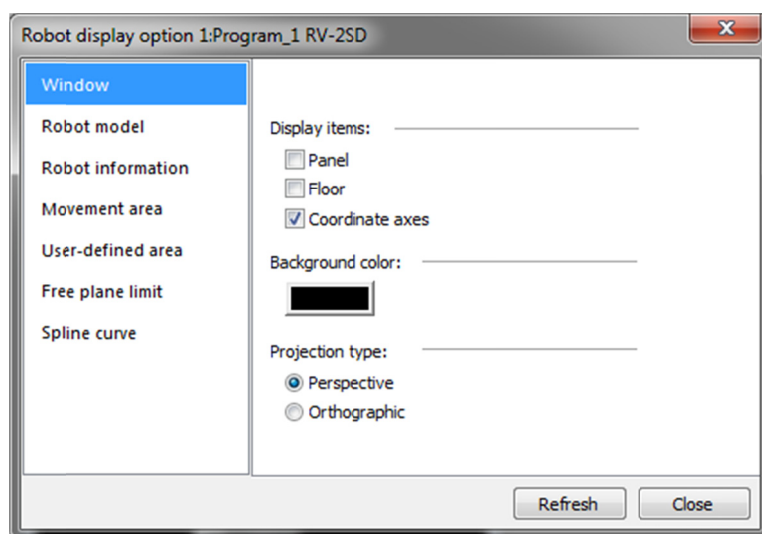 Robot display option 1:Program_1 RV-2SD
Window
Robot model
Robot information
Movement area
User-defined area
Free plane limit
Spline curve
Display items:
Panel
Floor
Coordinate axes
Background color:
Projection type:
Perspective
Orthographic
Refresh
Close